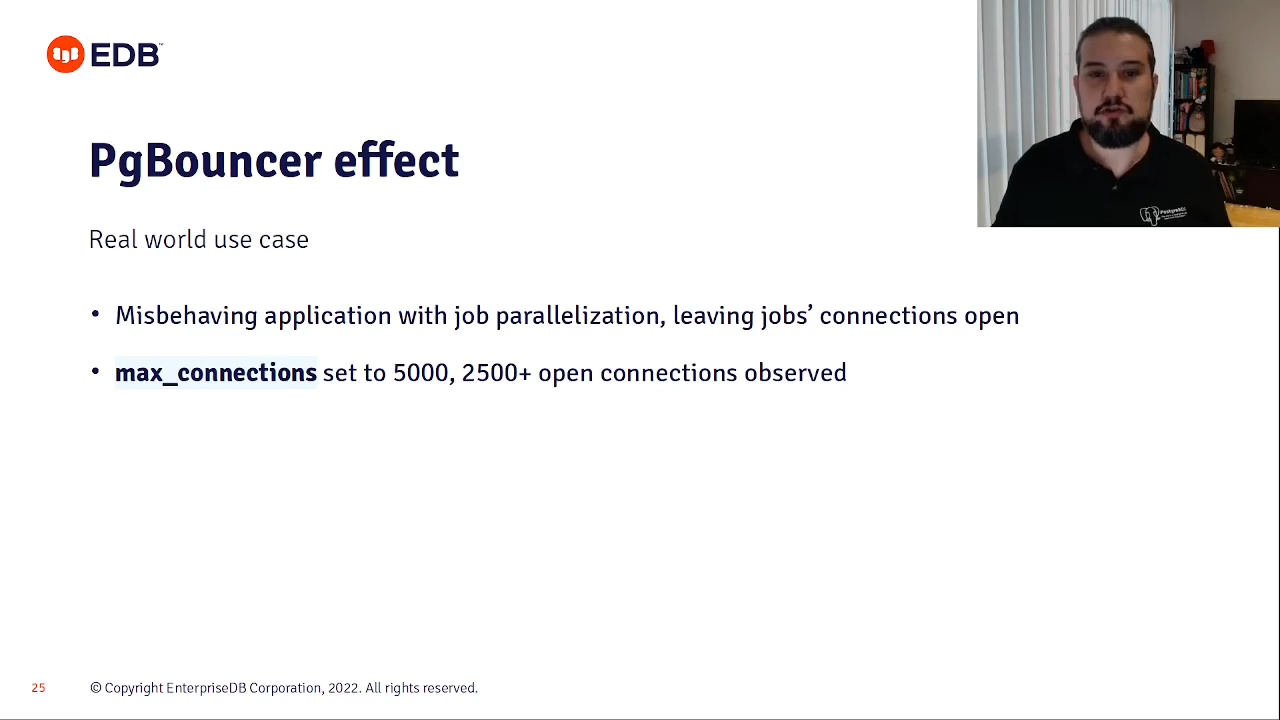 EDB
PgBouncer effect
Real world use case
• Misbehaving application with job parallelization, leaving jobs’ connections open
• max_connections set to 5000, 2500+ open connections observed
PostgreSQL
25 © Copyright EnterpriseDB Corporation, 2022. All rights reserved.